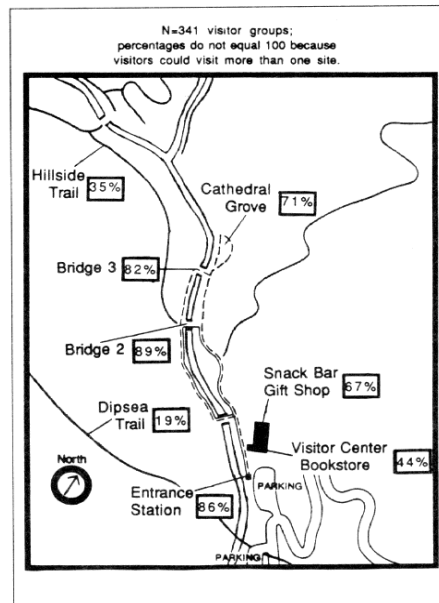 N=341 visitor groups;
percentages do not equal 100 because
visitors could visit more than one site.
Hillside
Trail 35%
Cathedral
Grove 71%
Bridge 3 82%
Bridge 2 89%
Snack Bar
Gift Shop 67%
Dipsea
Trail 19%
Visitor Center
Bookstore 44%
North
Entrance
Station 86%
PARKING
PARKING